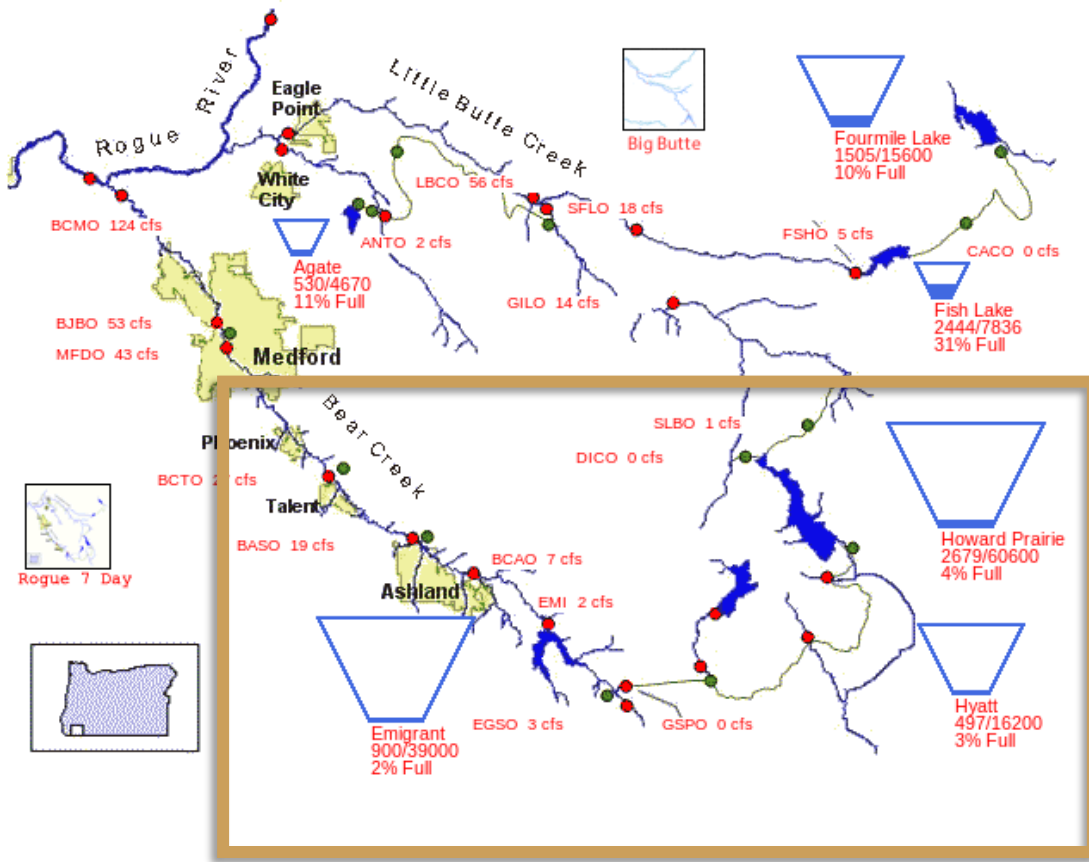 Rogue River
Eagle
Point
Little Butte Creek
Big Butte
Fourmile Lake
1505/15600
10% Full
White
City
LBCO 56 cfs
BCMO 124 cfs
SFLO 18 cfs
ANTO 2 cfs
FSHO 5 cfs
CACO 0 cfs
Agate
530/4670
11% Full
GILO 14 cfs
Fish Lake
2444/7836
31% Full
BJBO 53 cfs
MFDO 43 cfs
Medford
Bear Creek
SLBO 1 cfs
Phoenix
DICO 0 cfs
BCTO 27 cfs
Talent
Howard Prairie
2679/60600
4% Full
BASO 19 cfs
BCAO 7 cfs
Rogue 7 Day
Ashland
EMI 2 cfs
Hyatt
497/16200
3% Full
EGSO 3 cfs
GSPO 0 cfs
Emigrant
900/39000
2% Full